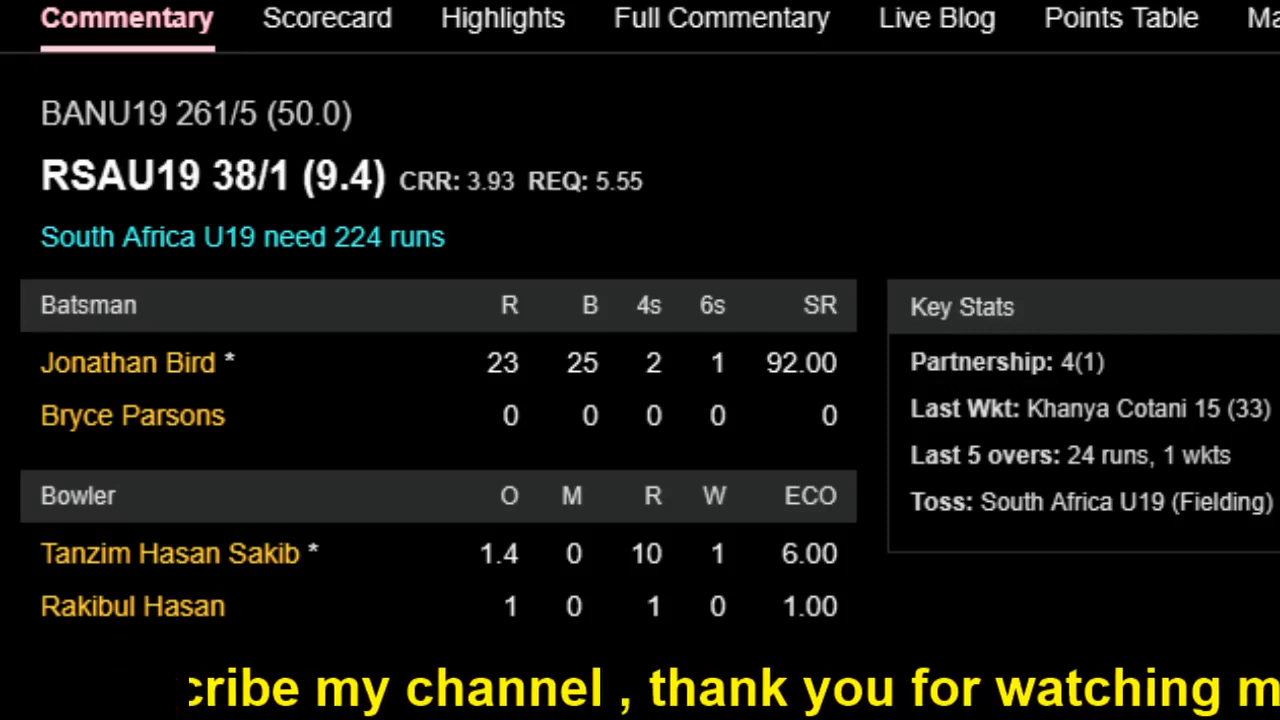 Commentary Scorecard Highlights Full Commentary Live Blog Points Table
BANU19 261/5 (50.0)
RSAU19 38/1 (9.4) CRR: 3.93 REQ: 5.55
South Africa U19 need 224 runs
Batsman R B 4s 6s SR
Jonathan Bird * 23 25 2 1 92.00
Bryce Parsons 0 0 0 0 0
Bowler O M R W ECO
Tanzim Hasan Sakib * 1.4 0 10 1 6.00
Rakibul Hasan 1 0 1 0 1.00
Key Stats
Partnership: 4(1)
Last Wkt: Khanya Cotani 15 (33)
Last 5 overs: 24 runs, 1 wkts
Toss: South Africa U19 (Fielding)
cribe my channel , thank you for watching m